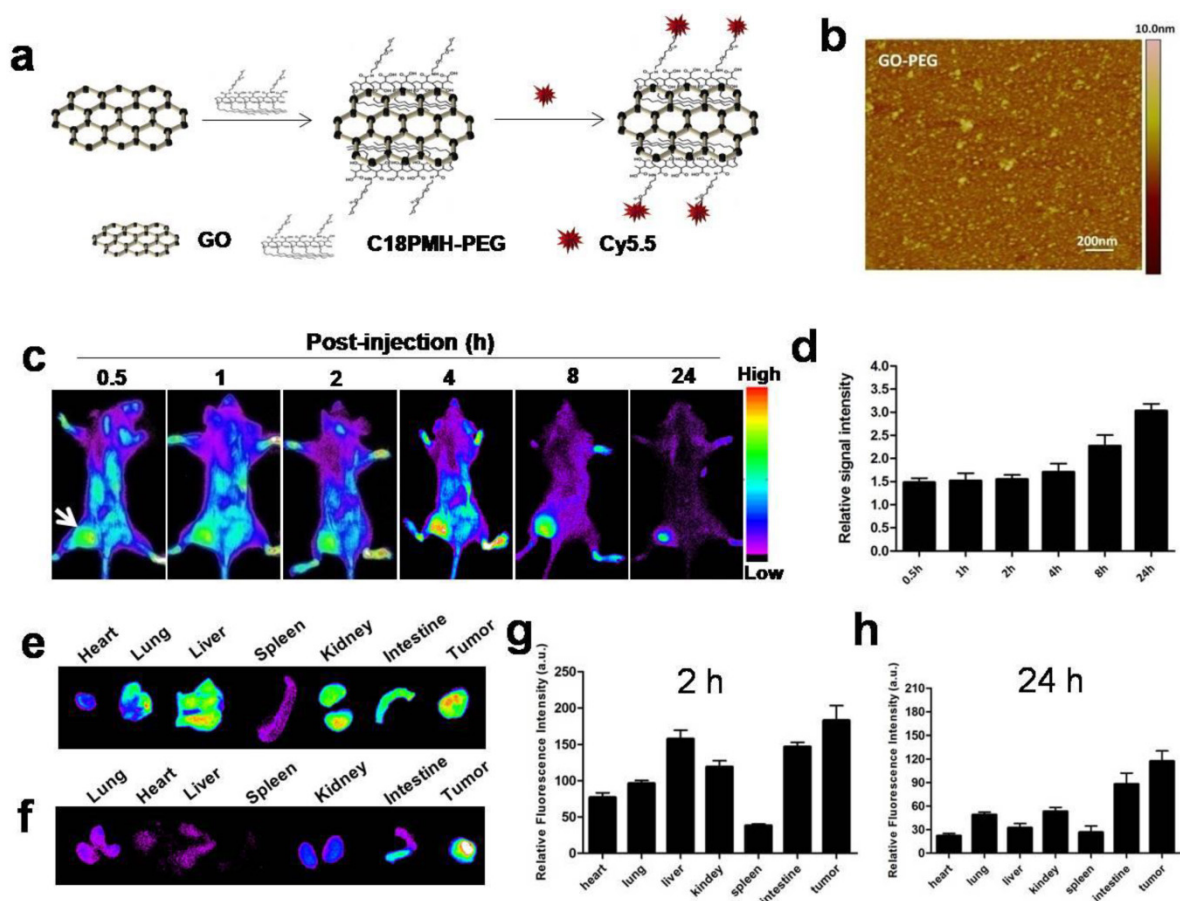 a
GO
C18PMH-PEG
Cy5.5
b
GO-PEG
10.0nm
200nm
c
Post-injection (h)
0.5 1 2 4 8 24
High
Low
d
Relative signal intensity
4.0
3.5
3.0
2.5
2.0
1.5
1.0
0.5
0.0
0.5h 1h 2h 4h 8h 24h
e
Heart Lung Liver Spleen Kidney Intestine Tumor
f
Lung Heart Liver Spleen Kidney Intestine Tumor
g
2 h
Relative Fluorescence Intensity (a.u.)
250
200
150
100
50
0
heart lung liver kindey spleen intestine tumor
h
24 h
Relative Fluorescence Intensity (a.u.)
210
180
150
120
90
60
30
0
heart lung liver kindey spleen intestine tumor